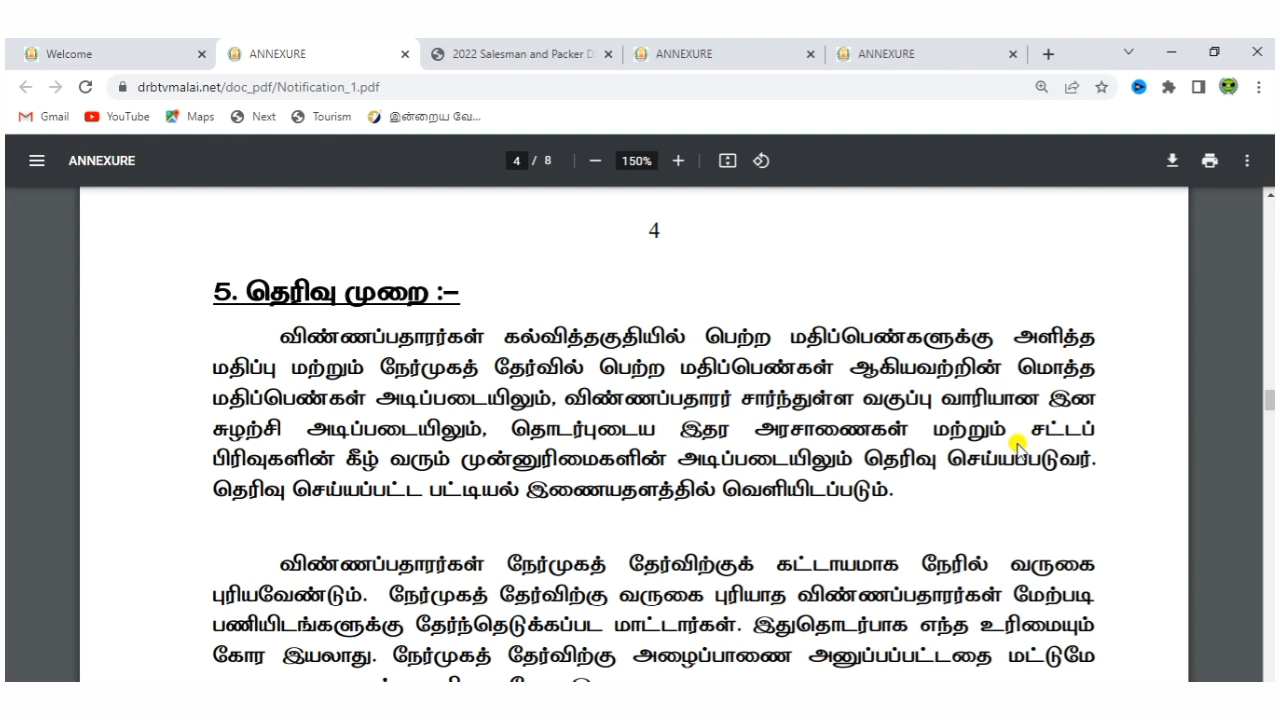 Welcome
ANNEXURE
2022 Salesman and Packer D
ANNEXURE
ANNEXURE
drbtvmalai.net/doc_pdf/Notification_1.pdf
Gmail YouTube Maps Next Tourism இன்றைய வே...
ANNEXURE 4 / 8 150%
4
5. தெரிவு முறை :–
விண்ணப்பதாரர்கள் கல்வித்தகுதியில் பெற்ற மதிப்பெண்களுக்கு அளித்த
மதிப்பு மற்றும் நேர்முகத் தேர்வில் பெற்ற மதிப்பெண்கள் ஆகியவற்றின் மொத்த
மதிப்பெண்கள் அடிப்படையிலும், விண்ணப்பதாரர் சார்ந்துள்ள வகுப்பு வாரியான இன
சுழற்சி அடிப்படையிலும், தொடர்புடைய இதர அரசாணைகள் மற்றும் சட்டப்
பிரிவுகளின் கீழ் வரும் முன்னுரிமைகளின் அடிப்படையிலும் தெரிவு செய்யப்படுவர்.
தெரிவு செய்யப்பட்ட பட்டியல் இணையதளத்தில் வெளியிடப்படும்.
விண்ணப்பதாரர்கள் நேர்முகத் தேர்விற்குக் கட்டாயமாக நேரில் வருகை
புரியவேண்டும். நேர்முகத் தேர்விற்கு வருகை புரியாத விண்ணப்பதாரர்கள் மேற்படி
பணியிடங்களுக்கு தேர்ந்தெடுக்கப்பட மாட்டார்கள். இதுதொடர்பாக எந்த உரிமையும்
கோர இயலாது. நேர்முகத் தேர்விற்கு அழைப்பாணை அனுப்பப்பட்டதை மட்டுமே